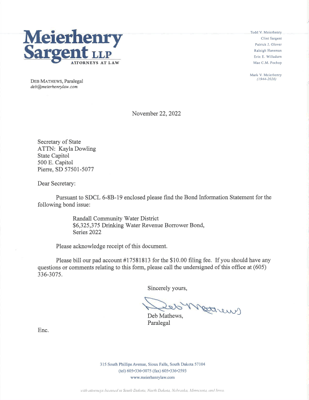 Meierhenry
Sargent LLP
ATTORNEYS AT LAW
Todd V. Meierhenry
Clint Sargent
Patrick J. Glover
Raleigh Hansman
Mark V. Meierhenry
(1944-2020)
DEB MATHEWS, Paralegal
deb@meierhenrylaw.com
November 22, 2022
Secretary of State
ATTN: Kayla Dowling
State Capitol
500 E. Capitol
Pierre, SD 57501-5077
Dear Secretary:
Pursuant to SDCL 6-8B-19 enclosed please find the Bond Information Statement for the
following bond issue:
Randall Community Water District
$6,325,375 Drinking Water Revenue Borrower Bond,
Series 2022
Please acknowledge receipt of this document.
Please bill our pad account #17581813 for the $10.00 filing fee. If you should have any
questions or comments relating to this form, please call the undersigned of this office at (605)
336-3075.
Sincerely yours,
Deb Mathews
Deb Mathews,
Paralegal
Enc.
315 South Phillips Avenue, Sioux Falls, South Dakota 57104
(tel) 605•336•3075 (fax) 605•336•2593
www.meierhenrylaw.com
with attorneys licensed in South Dakota, North Dakota, Nebraska, Minnesota, and Iowa